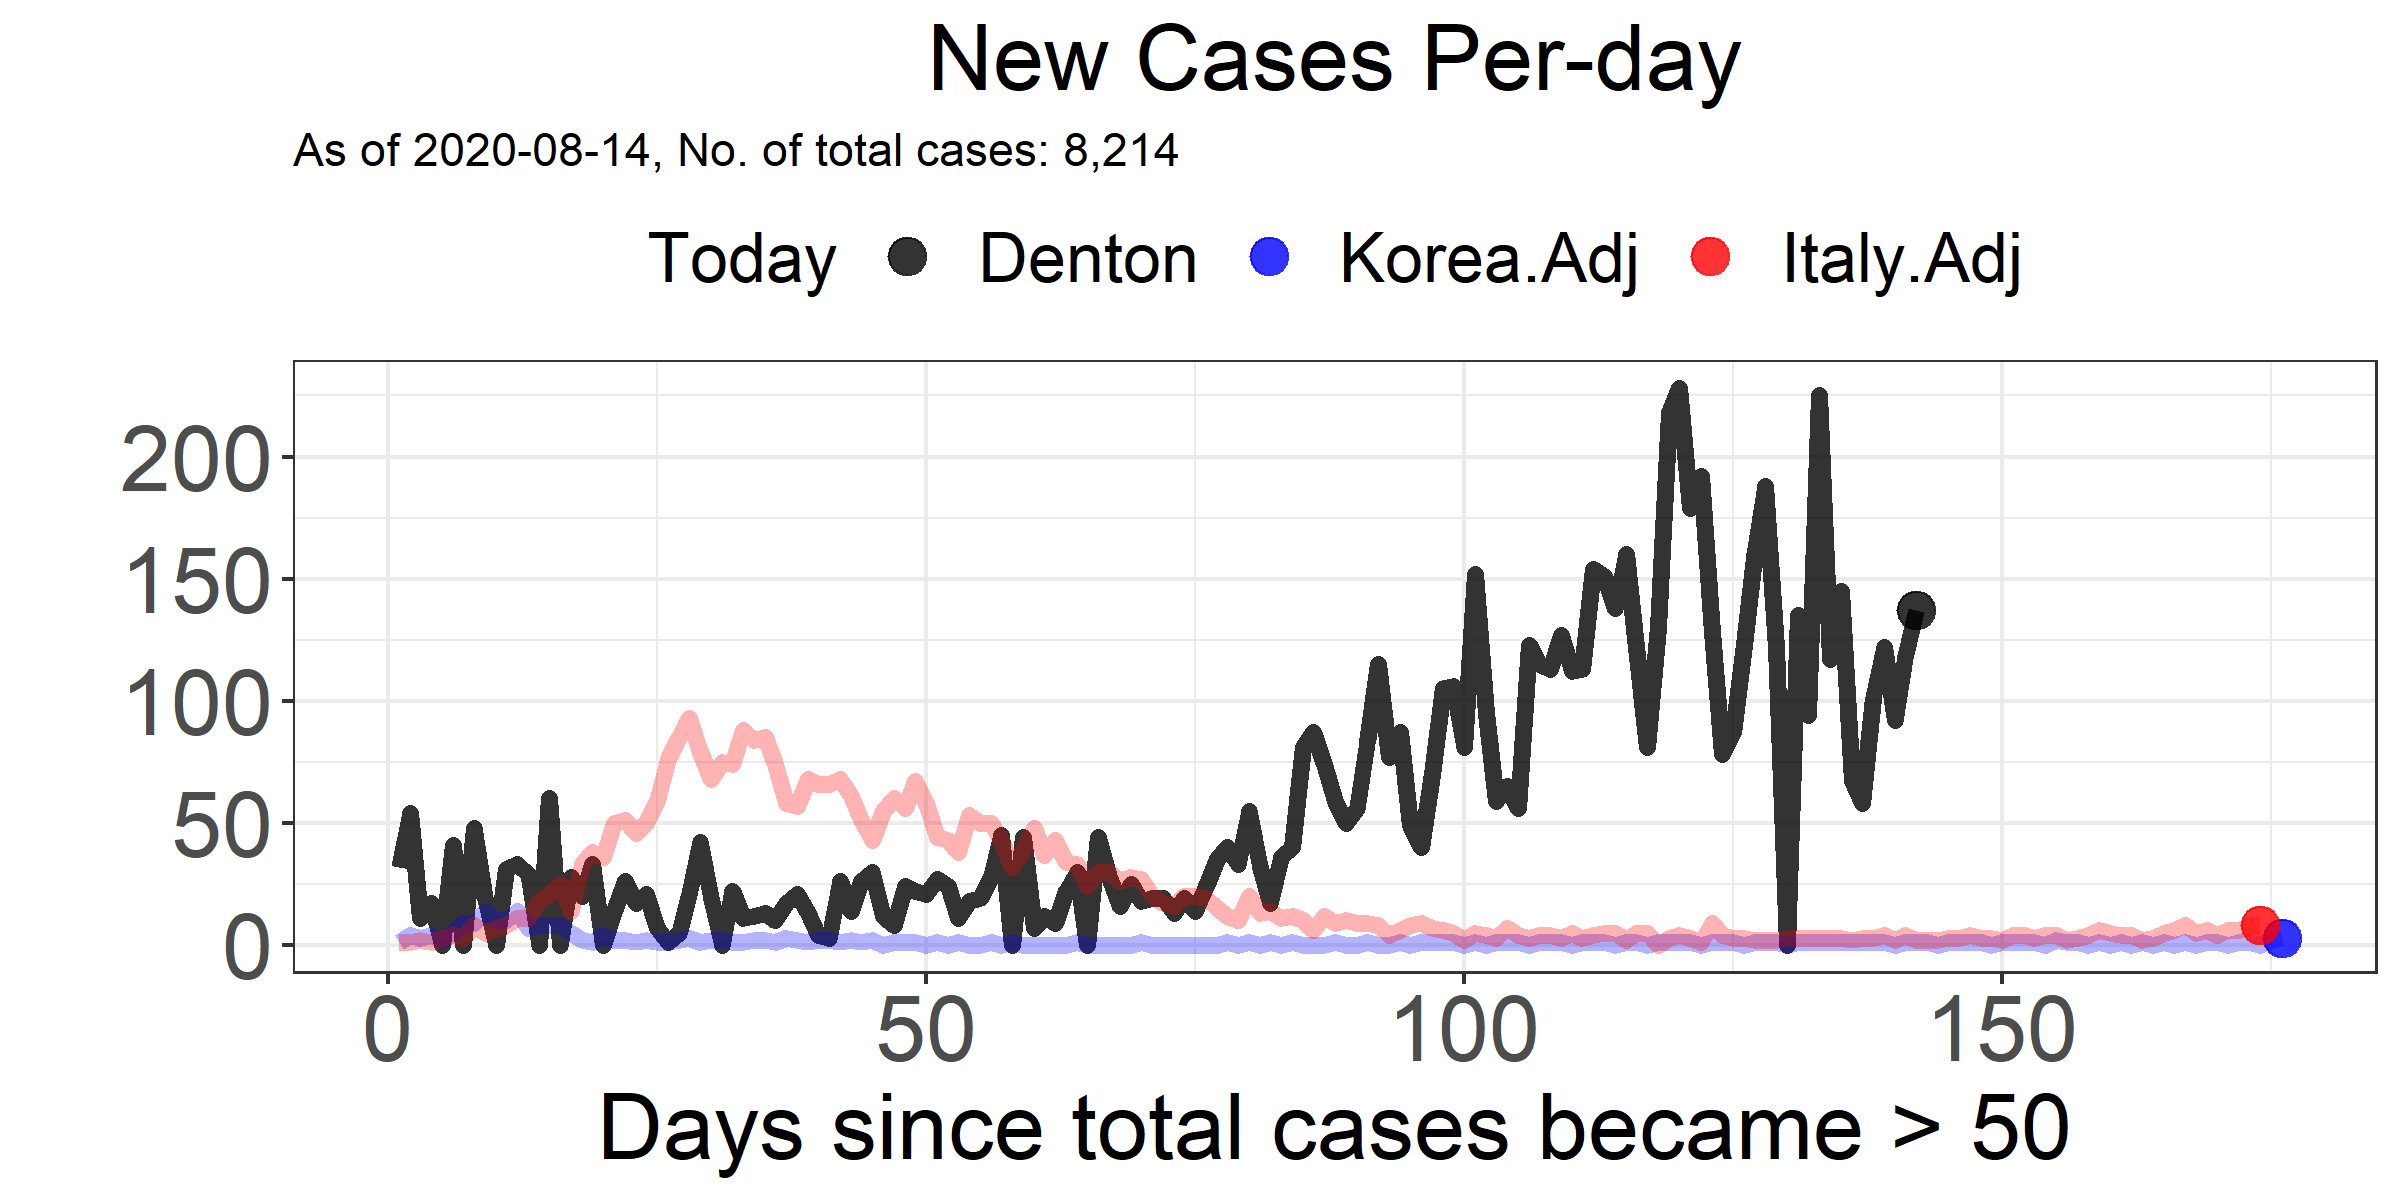 New Cases Per-day
As of 2020-08-14, No. of total cases: 8,214
Today Denton Korea.Adj Italy.Adj
200
150
100
50
0
0 50 100 150
Days since total cases became > 50